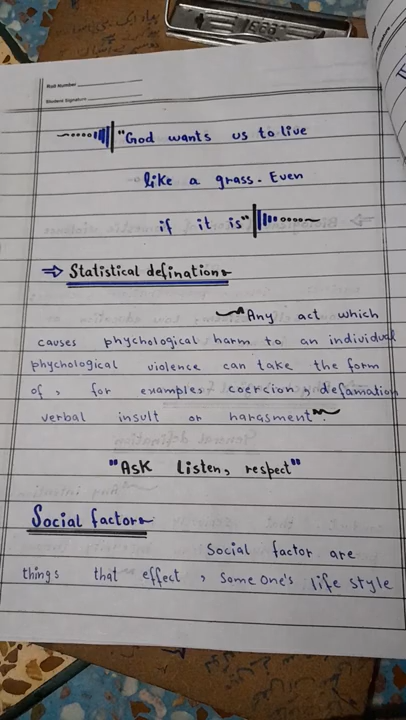 Roll Number
Student Signature
"God wants us to live
like a grass. Even
if it is"
⇒ Statistical defination
"Any act which
causes phychological harm to an individual
phychological violence can take the form
of, for examples coercion, defamation
verbal insult or harasment".
"Ask listen, respect"
Social factor
Social factor are
things that effect, someone's life style